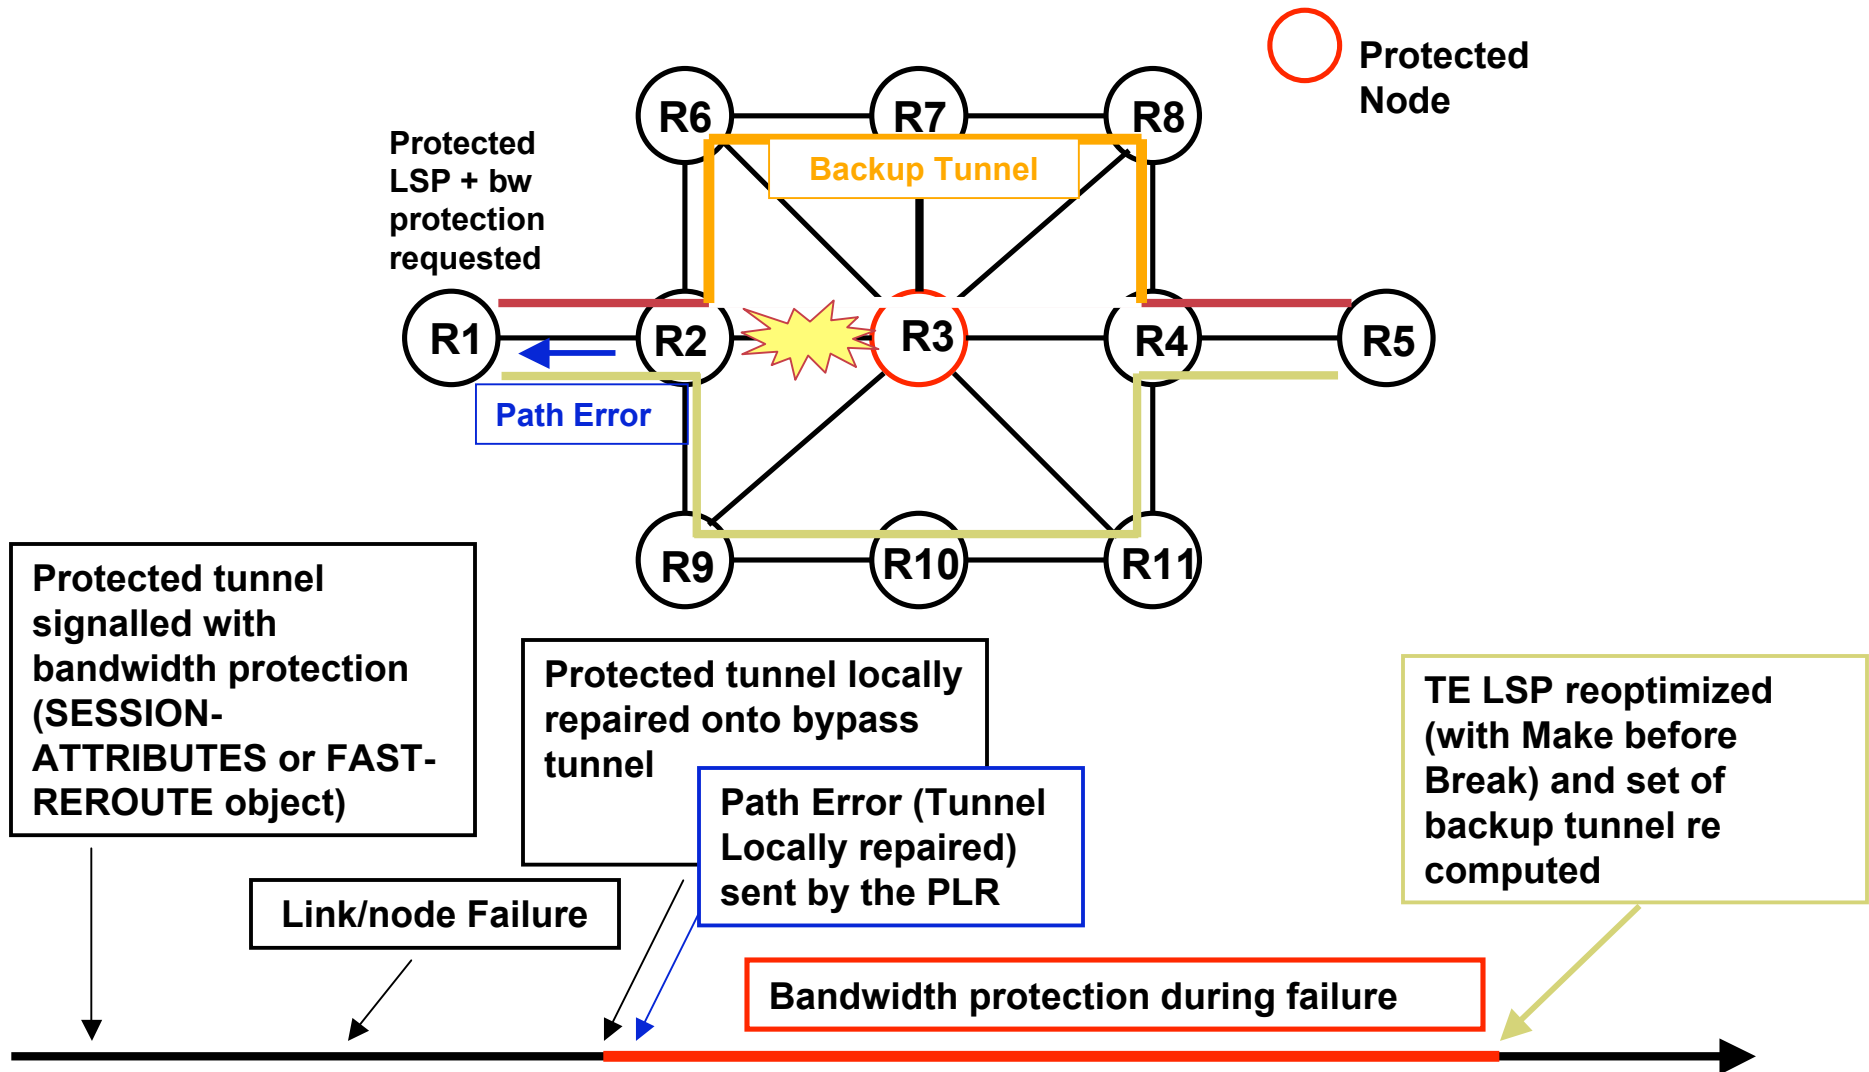 Protected
Node
R6
R7
R8
Protected
LSP + bw
protection
requested
Backup Tunnel
R1
R2
R3
R4
R5
Path Error
R9
R10
R11
Protected tunnel
signalled with
bandwidth protection
(SESSION-
ATTRIBUTES or FAST-
REROUTE object)
Link/node Failure
Protected tunnel locally
repaired onto bypass
tunnel
Path Error (Tunnel
Locally repaired)
sent by the PLR
TE LSP reoptimized
(with Make before
Break) and set of
backup tunnel re
computed
Bandwidth protection during failure